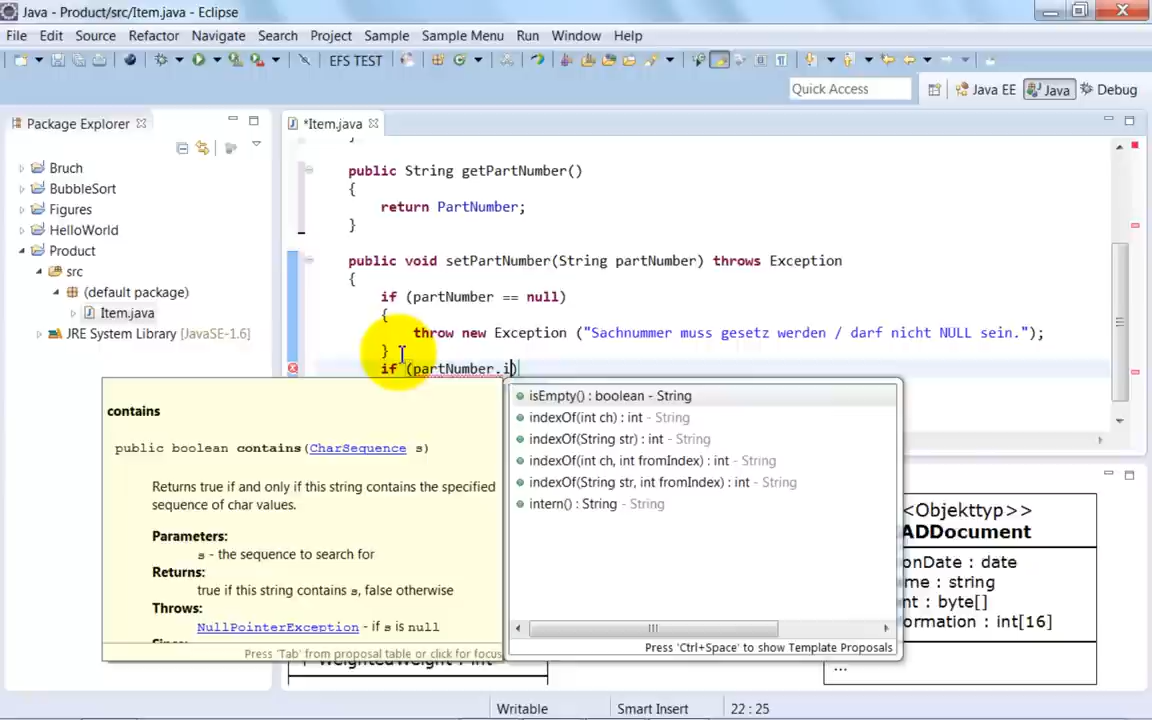 Java - Product/src/Item.java - Eclipse
File Edit Source Refactor Navigate Search Project Sample Sample Menu Run Window Help
EFS TEST
Quick Access
Java EE
Java
Debug
Package Explorer
*Item.java
Bruch
BubbleSort
Figures
HelloWorld
Product
src
(default package)
Item.java
JRE System Library [JavaSE-1.6]
}
public String getPartNumber()
{
return PartNumber;
}
public void setPartNumber(String partNumber) throws Exception
{
if (partNumber == null)
{
throw new Exception ("Sachnummer muss gesetz werden / darf nicht NULL sein.");
}
if (partNumber.i)
contains
public boolean contains(CharSequence s)
Returns true if and only if this string contains the specified
sequence of char values.
Parameters:
s - the sequence to search for
Returns:
true if this string contains s, false otherwise
Throws:
NullPointerException - if s is null
Press 'Tab' from proposal table or click for focus
isEmpty() : boolean - String
indexOf(int ch) : int - String
indexOf(String str) : int - String
indexOf(int ch, int fromIndex) : int - String
indexOf(String str, int fromIndex) : int - String
intern() : String - String
Press 'Ctrl+Space' to show Template Proposals
<<Objekttyp>>
ADDocument
onDate : date
me : string
nt : byte[]
ormation : int[16]
...
Writable
Smart Insert
22 : 25